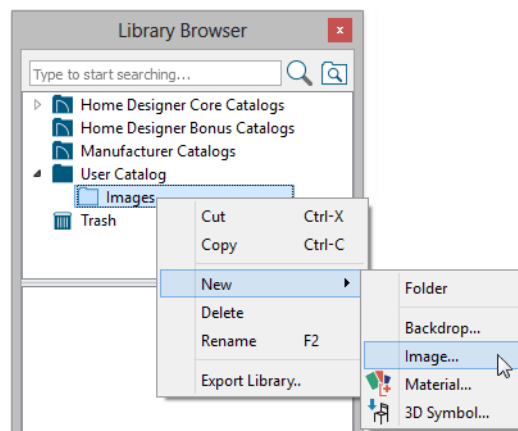 Library Browser
x
Type to start searching...
Home Designer Core Catalogs
Home Designer Bonus Catalogs
Manufacturer Catalogs
User Catalog
Images
Trash
Cut Ctrl-X
Copy Ctrl-C
New
Delete
Rename F2
Export Library..
Folder
Backdrop...
Image...
Material...
3D Symbol...